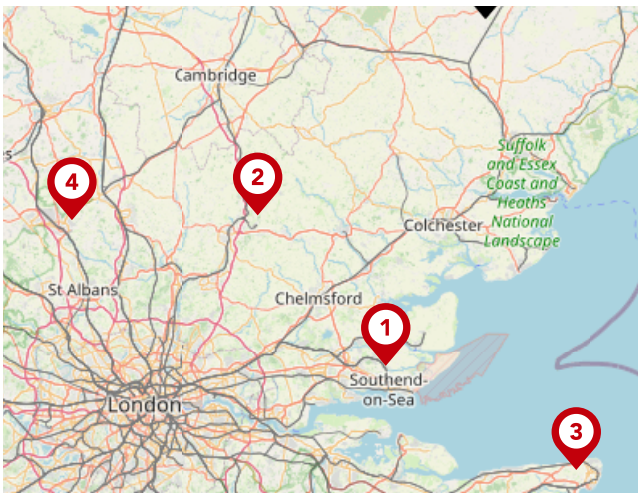 Cambridge
s
4
2
Suffolk
and Essex
Coast and
Heaths
National
Landscape
Colchester
St Albans
Chelmsford
1
Southend-
on-Sea
London
3